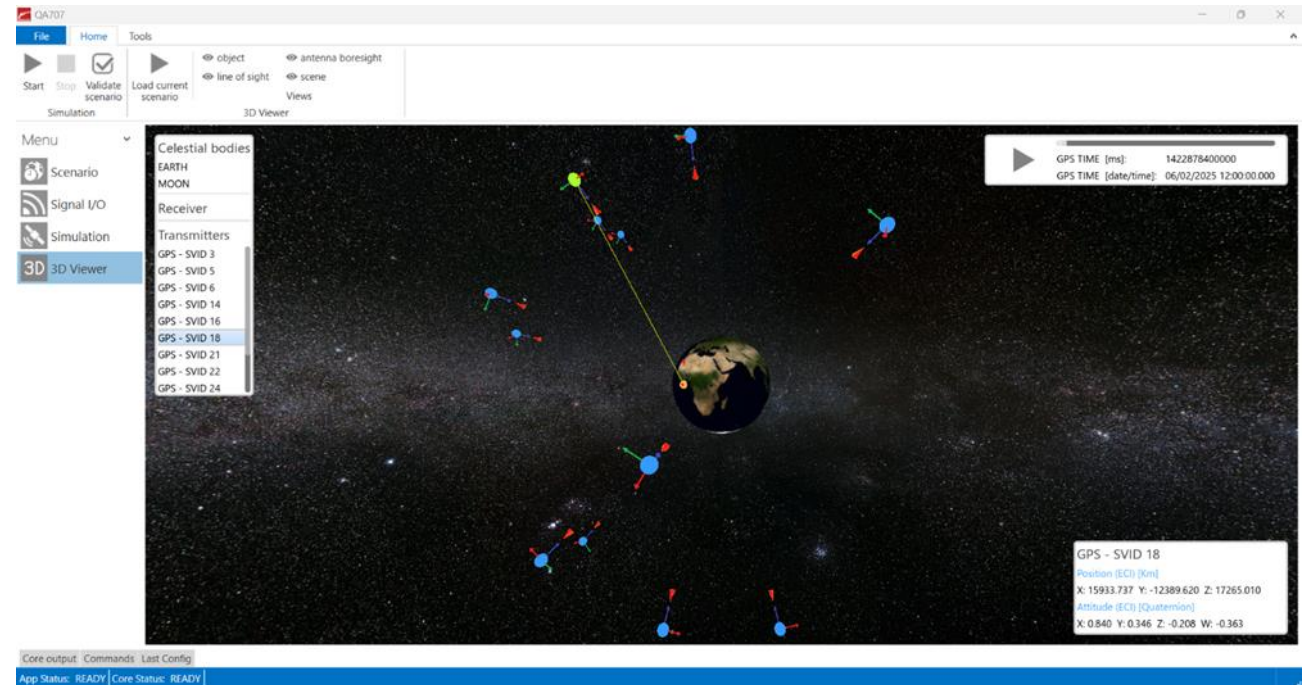 QA707
File Home Tools
Start Stop Validate scenario
Load current scenario
object
line of sight
antenna boresight
scene
Views
Simulation
3D Viewer
Menu
Scenario
Signal I/O
Simulation
3D 3D Viewer
Celestial bodies
EARTH
MOON
Receiver
Transmitters
GPS - SVID 3
GPS - SVID 5
GPS - SVID 6
GPS - SVID 14
GPS - SVID 16
GPS - SVID 18
GPS - SVID 21
GPS - SVID 22
GPS - SVID 24
GPS TIME [ms]: 1422878400000
GPS TIME [date/time]: 06/02/2025 12:00:00.000
GPS - SVID 18
Position (ECI) [Km]
X: 15933.737 Y: -12389.620 Z: 17265.010
Attitude (ECI) [Quaternion]
X: 0.840 Y: 0.346 Z: -0.208 W: -0.363
Core output Commands Last Config
App Status: READY Core Status: READY